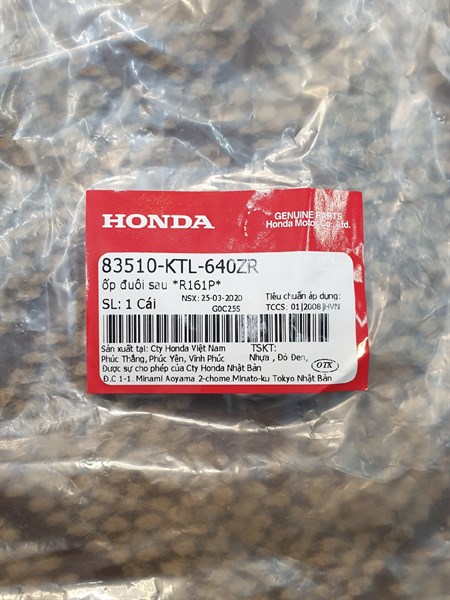 HONDA
GENUINE PARTS
Honda Motor Co., Ltd.
83510-KTL-640ZR
ốp đuôi sau *R161P*
SL: 1 Cái
NSX: 25-03-2020
G0C25S
Tiêu chuẩn áp dụng:
TCCS: 01|2008|HVN
Sản xuất tại: Cty Honda Việt Nam
Phúc Thắng, Phúc Yên, Vĩnh Phúc
Được sự cho phép của Cty Honda Nhật Bản
Đ.C 1-1. Minami Aoyama 2-chome.Minato-ku Tokyo Nhật Bản
TSKT:
Nhựa , Đỏ Đen,
OTK